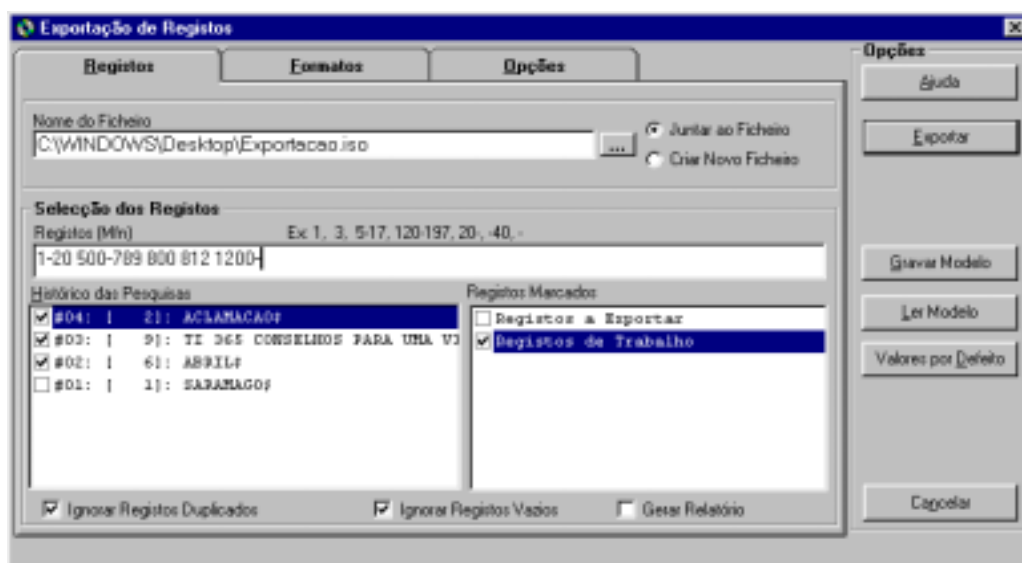 Exportação de Registos
Registos
Formatos
Opções
Nome do Ficheiro
C:\WINDOWS\Desktop\Exportacao.iso
...
Juntar ao Ficheiro
Criar Novo Ficheiro
Selecção dos Registos
Registos (Mfn) Ex: 1, 3, 5-17, 120-197, 20-, -40, -
1-20 500-789 800 812 1200-
Histórico das Pesquisas
#04: [ 2]: ACLAMACAO$
#03: [ 9]: TI 365 CONSELHOS PARA UMA VI
#02: [ 6]: ABRIL$
#01: [ 1]: SARAMAGO$
Registos Marcados
Registos a Exportar
Registos de Trabalho
Ignorar Registos Duplicados
Ignorar Registos Vazios
Gerar Relatório
Opções
Ajuda
Exportar
Gravar Modelo
Ler Modelo
Valores por Defeito
Cancelar